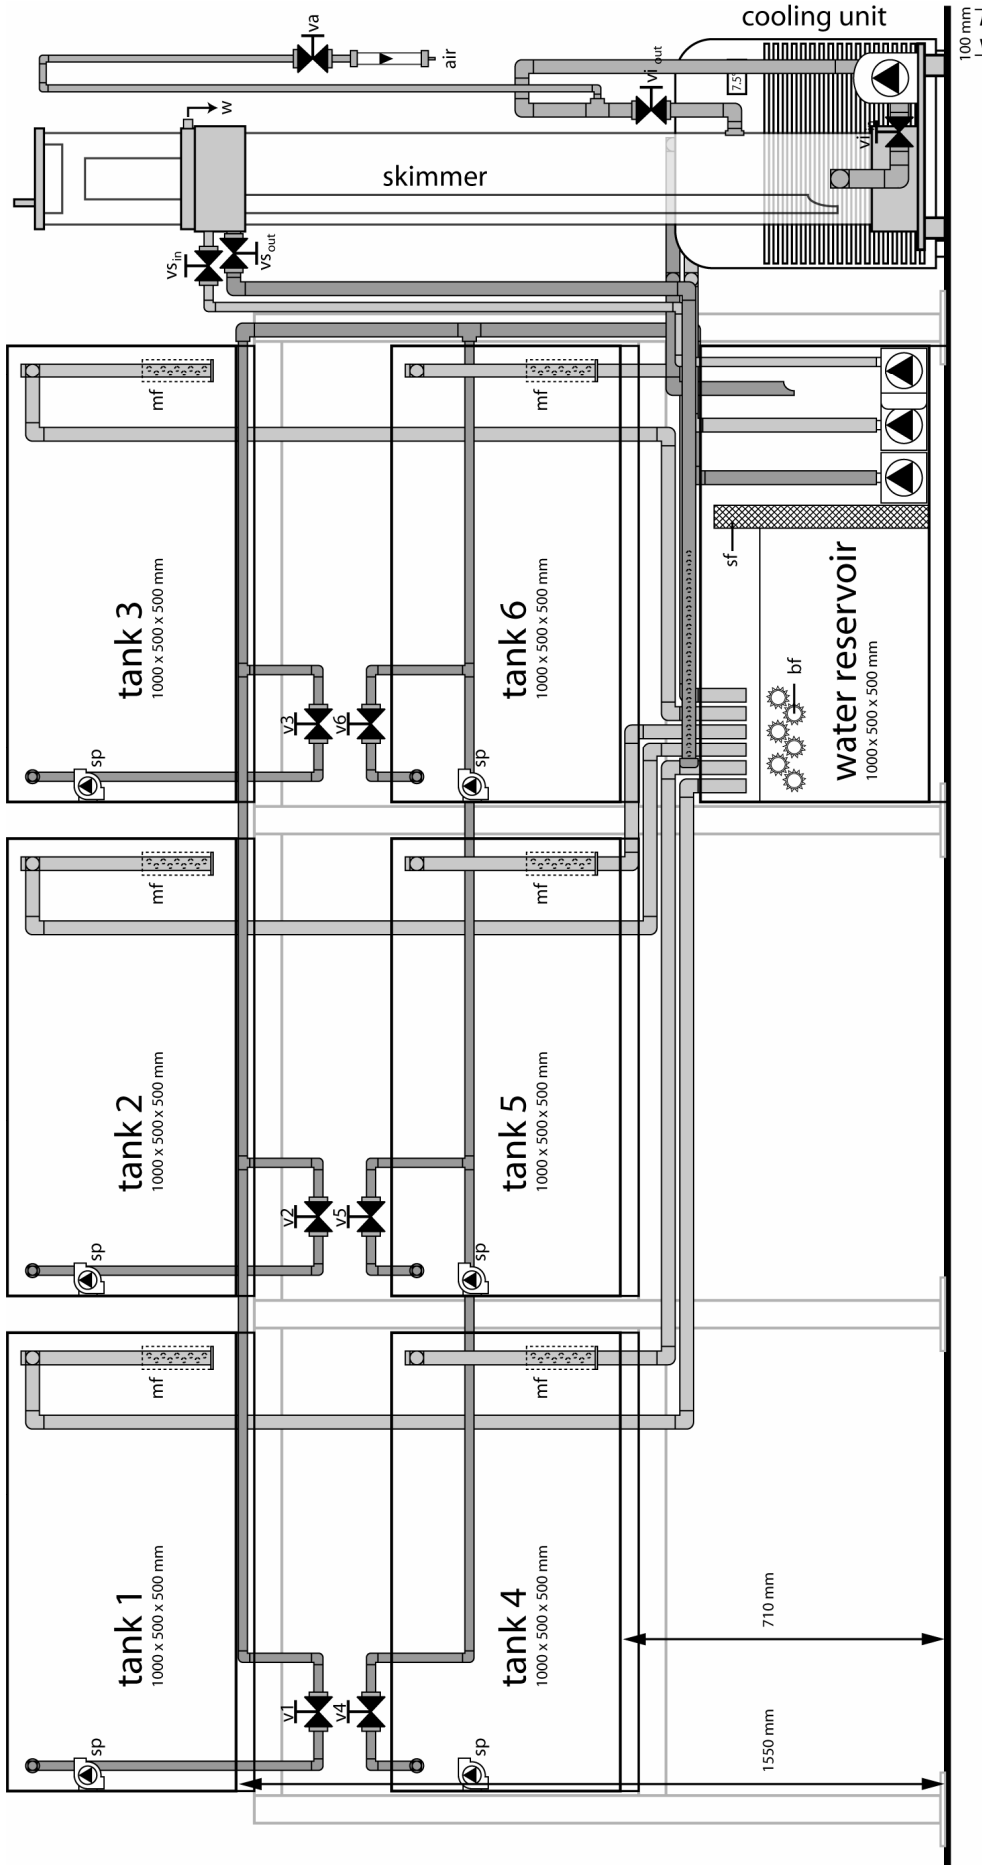 tank 1
1000 x 500 x 500 mm
sp
mf
v1
tank 2
1000 x 500 x 500 mm
sp
mf
v2
tank 3
1000 x 500 x 500 mm
sp
mf
v3
tank 4
1000 x 500 x 500 mm
sp
mf
v4
tank 5
1000 x 500 x 500 mm
sp
mf
v5
tank 6
1000 x 500 x 500 mm
sp
mf
v6
water reservoir
1000 x 500 x 500 mm
bf
sf
vs in
vs out
w
skimmer
va
air
vi out
cooling unit
7.5°
1550 mm
710 mm
100 mm